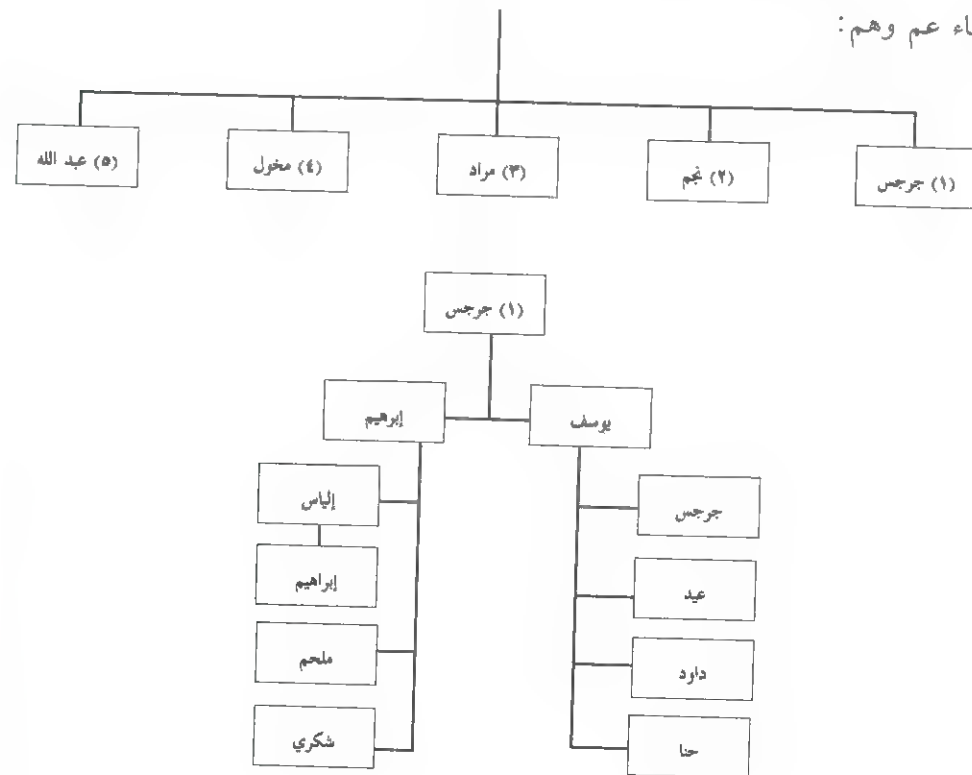 عم وهم:
(١) جرجس
(٢) نجم
(٣) مراد
(٤) مخول
(٥) عبد الله
(١) جرجس
يوسف
إبرهيم
جرجس
عيد
داود
حنا
إلياس
إبراهيم
ملحم
شكري